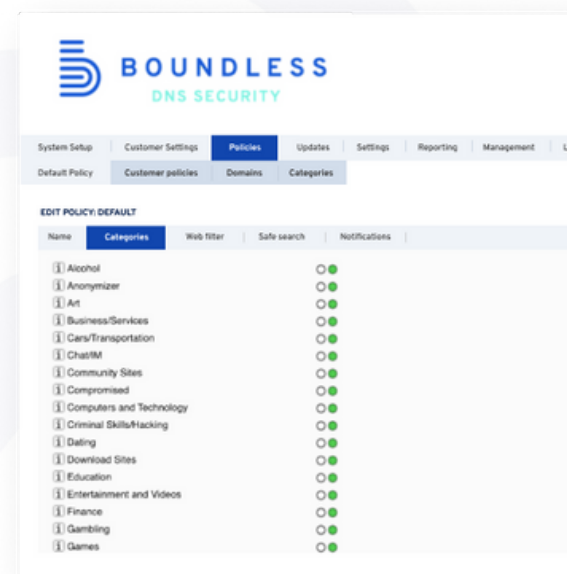 BOUNDLESS
DNS SECURITY
System Setup Customer Settings Policies Updates Settings Reporting Management
Default Policy Customer policies Domains Categories
EDIT POLICY: DEFAULT
Name Categories Web filter Safe search Notifications
Alcohol
Anonymizer
Art
Business/Services
Cars/Transportation
Chat/IM
Community Sites
Compromised
Computers and Technology
Criminal Skills/Hacking
Dating
Download Sites
Education
Entertainment and Videos
Finance
Gambling
Games